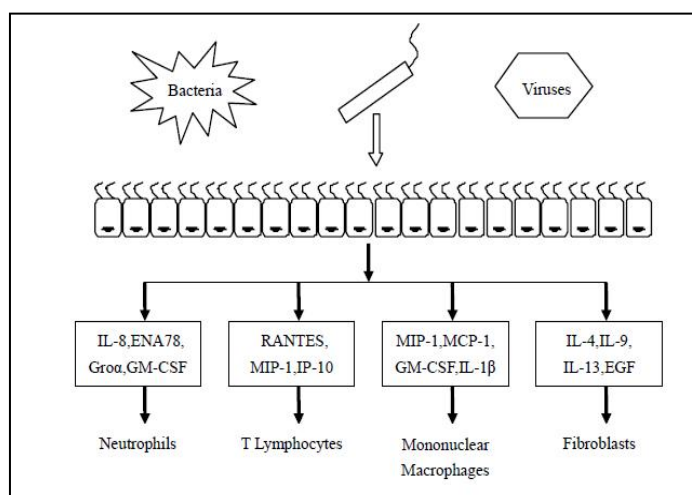 Bacteria
Viruses
IL-8,ENA78,
Groα,GM-CSF
RANTES,
MIP-1,IP-10
MIP-1,MCP-1,
GM-CSF,IL-1β
IL-4,IL-9,
IL-13,EGF
Neutrophils
T Lymphocytes
Mononuclear
Macrophages
Fibroblasts